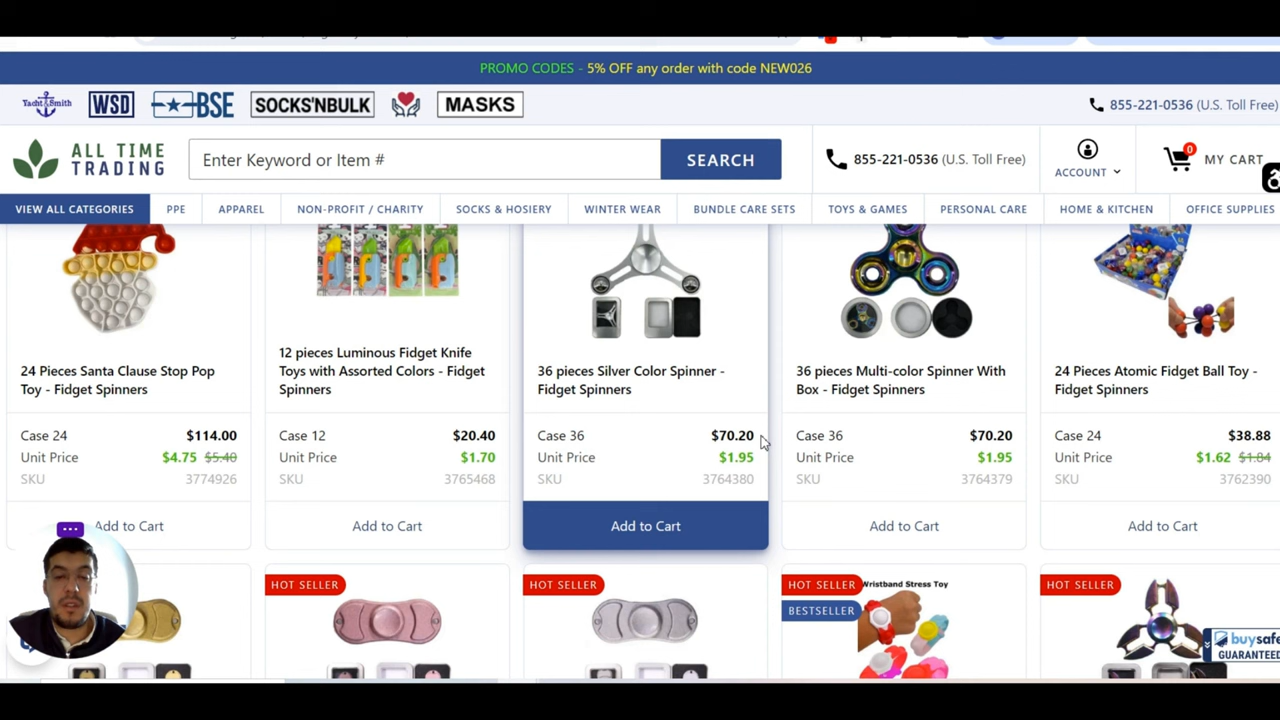 PROMO CODES - 5% OFF any order with code NEW026
Yacht&Smith
WSD
BSE
SOCKS'NBULK
MASKS
855-221-0536 (U.S. Toll Free)
ALL TIME
TRADING
Enter Keyword or Item #
SEARCH
855-221-0536 (U.S. Toll Free)
ACCOUNT
0
MY CART
VIEW ALL CATEGORIES
PPE
APPAREL
NON-PROFIT / CHARITY
SOCKS & HOSIERY
WINTER WEAR
BUNDLE CARE SETS
TOYS & GAMES
PERSONAL CARE
HOME & KITCHEN
OFFICE SUPPLIES
24 Pieces Santa Clause Stop Pop
Toy - Fidget Spinners
Case 24 $114.00
Unit Price $4.75 $5.40
SKU 3774926
Add to Cart
12 pieces Luminous Fidget Knife
Toys with Assorted Colors - Fidget
Spinners
Case 12 $20.40
Unit Price $1.70
SKU 3765468
Add to Cart
36 pieces Silver Color Spinner -
Fidget Spinners
Case 36 $70.20
Unit Price $1.95
SKU 3764380
Add to Cart
36 pieces Multi-color Spinner With
Box - Fidget Spinners
Case 36 $70.20
Unit Price $1.95
SKU 3764379
Add to Cart
24 Pieces Atomic Fidget Ball Toy -
Fidget Spinners
Case 24 $38.88
Unit Price $1.62 $1.84
SKU 3762390
Add to Cart
HOT SELLER
HOT SELLER
HOT SELLER
BESTSELLER
Wristband Stress Toy
HOT SELLER
buysafe
GUARANTEED